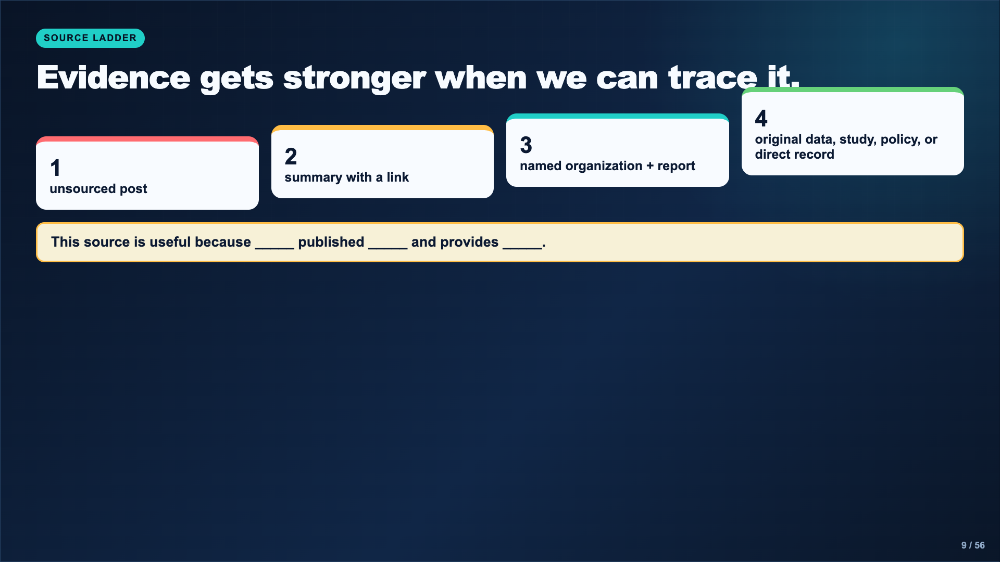 SOURCE LADDER
Evidence gets stronger when we can trace it.
1
unsourced post
2
summary with a link
3
named organization + report
4
original data, study, policy, or
direct record
This source is useful because _____ published _____ and provides _____.
9 / 56